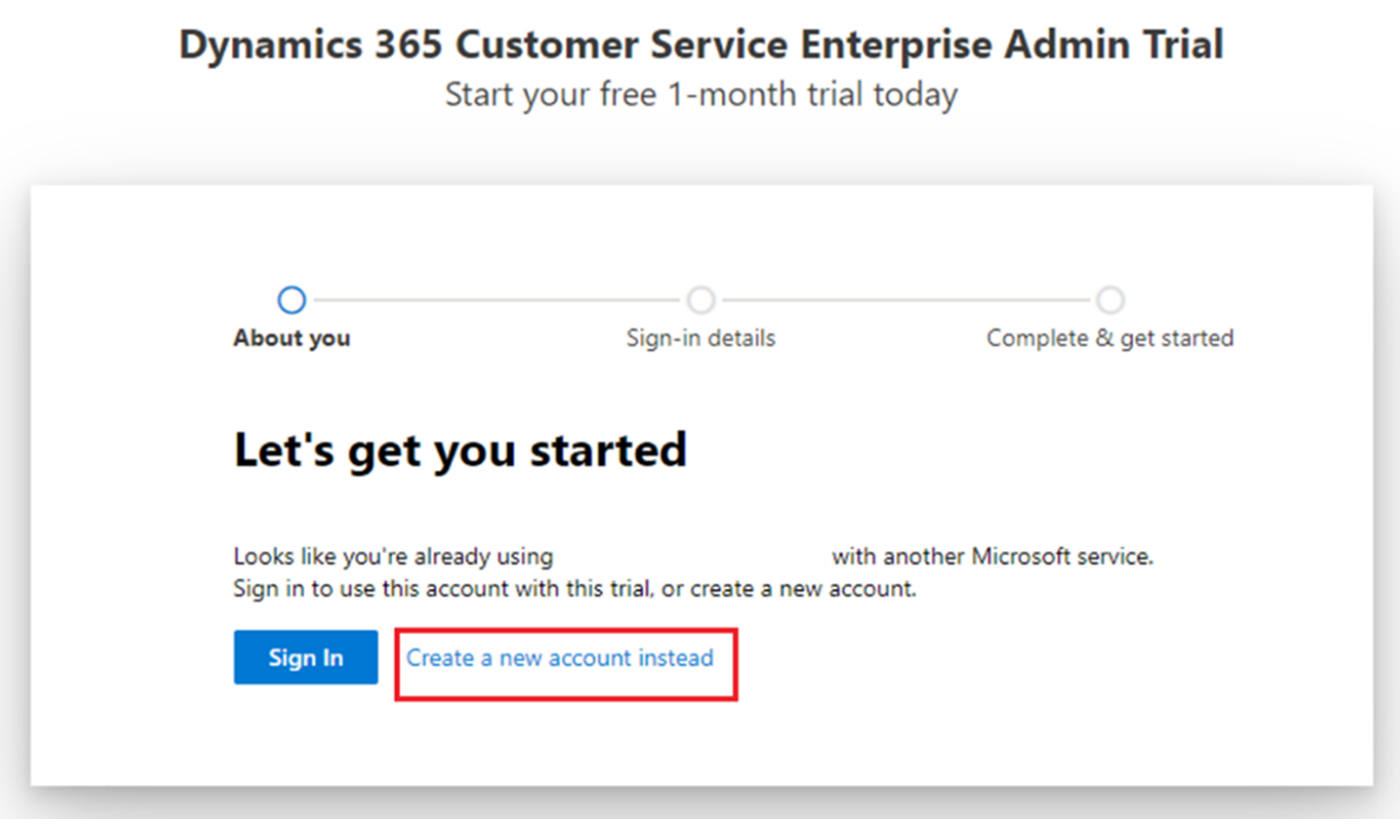 Dynamics 365 Customer Service Enterprise Admin Trial
Start your free 1-month trial today
About you
Sign-in details
Complete & get started
Let's get you started
Looks like you're already using with another Microsoft service.
Sign in to use this account with this trial, or create a new account.
Sign In
Create a new account instead